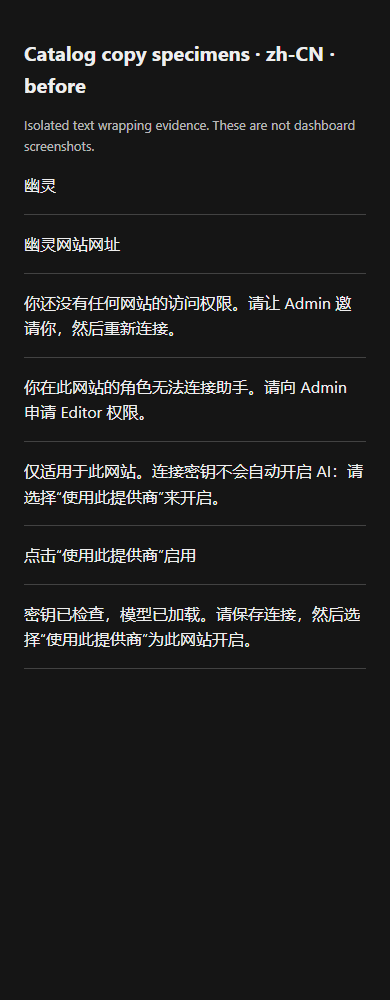 Catalog copy specimens · zh-CN ·
before
Isolated text wrapping evidence. These are not dashboard
screenshots.
幽灵
幽灵网站网址
你还没有任何网站的访问权限。请让 Admin 邀
请你，然后重新连接。
你在此网站的角色无法连接助手。请向 Admin
申请 Editor 权限。
仅适用于此网站。连接密钥不会自动开启 AI：请
选择“使用此提供商”来开启。
点击“使用此提供商”启用
密钥已检查，模型已加载。请保存连接，然后选
择“使用此提供商”为此网站开启。